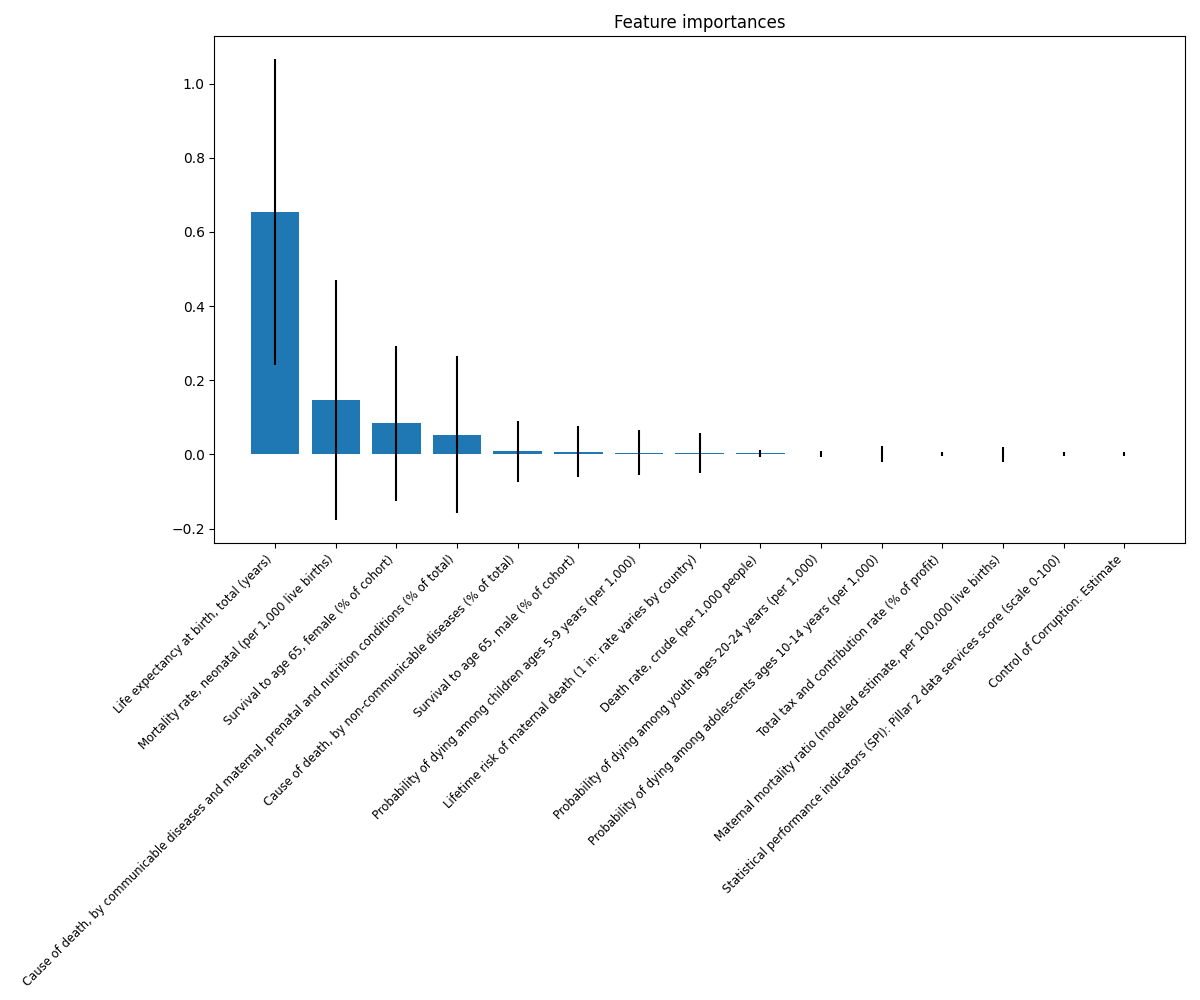 Feature importances
1.0
0.8
0.6
0.4
0.2
0.0
−0.2
Life expectancy at birth, total (years)
Mortality rate, neonatal (per 1,000 live births)
Survival to age 65, female (% of cohort)
Cause of death, by communicable diseases and maternal, prenatal and nutrition conditions (% of total)
Cause of death, by non-communicable diseases (% of total)
Survival to age 65, male (% of cohort)
Probability of dying among children ages 5-9 years (per 1,000)
Lifetime risk of maternal death (1 in: rate varies by country)
Death rate, crude (per 1,000 people)
Probability of dying among youth ages 20-24 years (per 1,000)
Probability of dying among adolescents ages 10-14 years (per 1,000)
Total tax and contribution rate (% of profit)
Maternal mortality ratio (modeled estimate, per 100,000 live births)
Statistical performance indicators (SPI): Pillar 2 data services score (scale 0-100)
Control of Corruption: Estimate